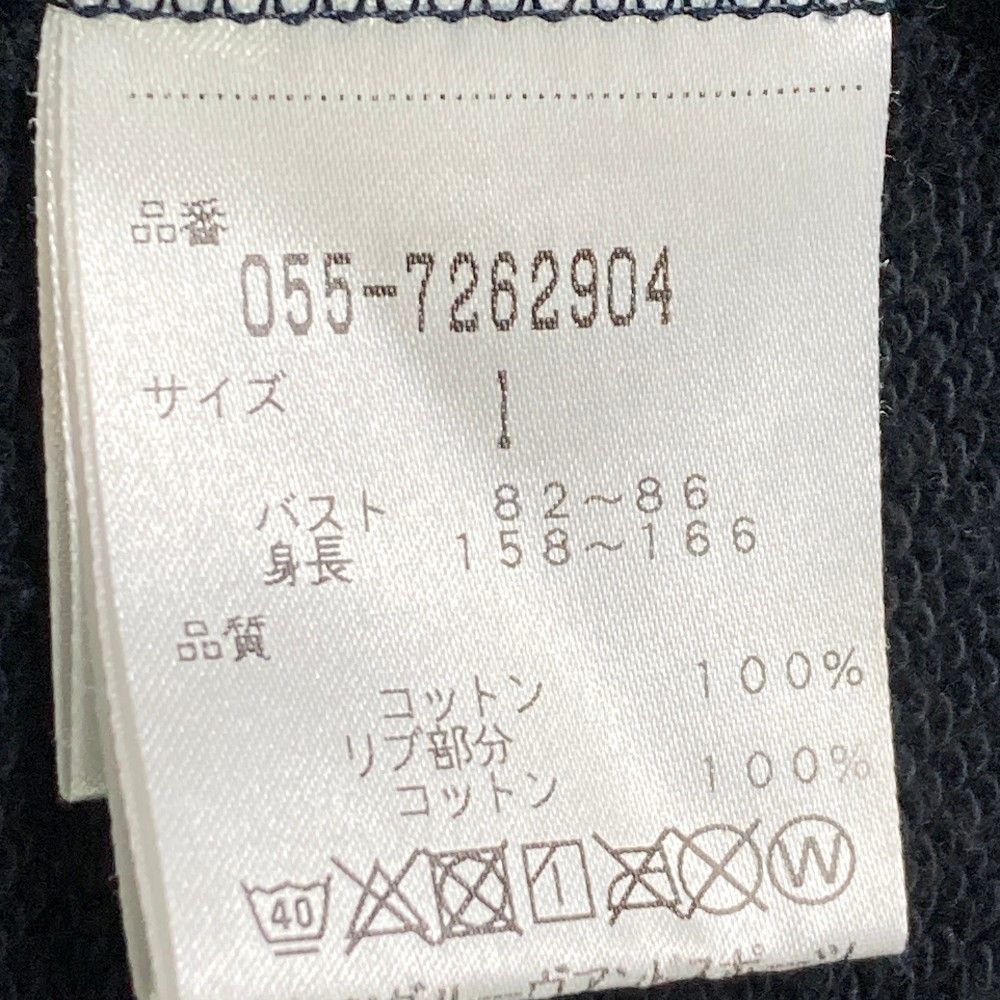 品番
055-7262904
サイズ 1
バスト 82～86
身長 158～166
品質
コットン 100%
リブ部分
コットン 100%
40 W